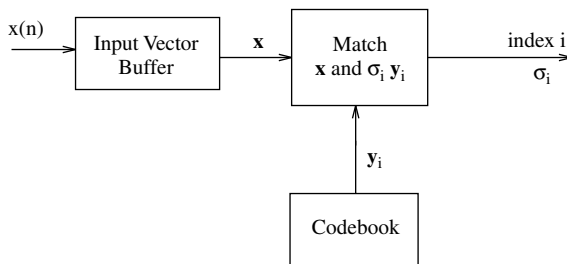 x(n)
Input Vector
Buffer
x
Match
x and σi yi
index i
σi
yi
Codebook